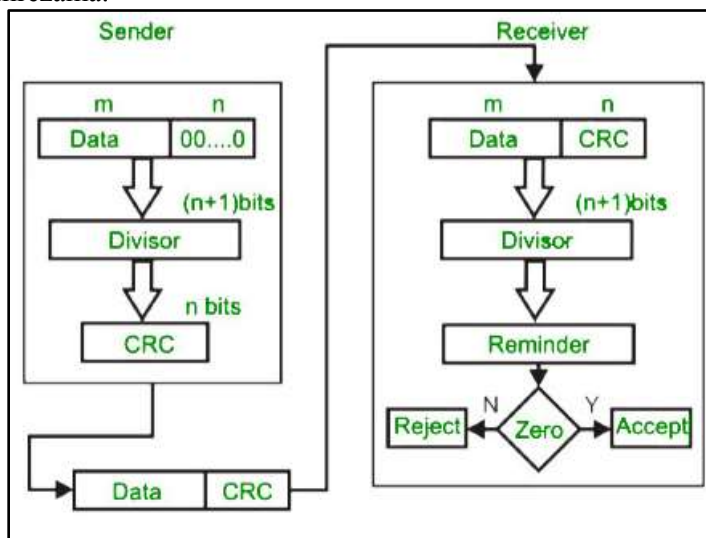 Sender
m n
Data 00....0
(n+1)bits
Divisor
n bits
CRC
Data CRC
Receiver
m n
Data CRC
(n+1)bits
Divisor
Reminder
N Y
Reject Zero Accept